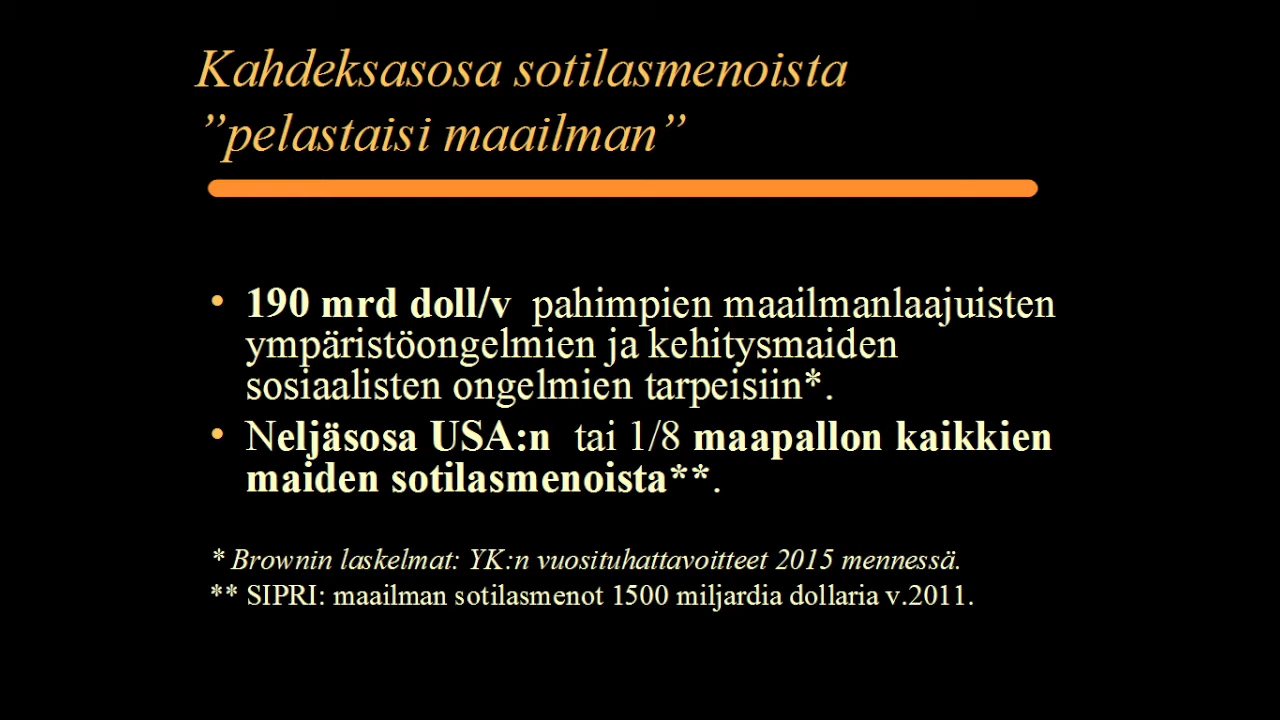 Kahdeksasosa sotilasmenoista
”pelastaisi maailman”
• 190 mrd doll/v pahimpien maailmanlaajuisten
ympäristöongelmien ja kehitysmaiden
sosiaalisten ongelmien tarpeisiin*.
• Neljäsosa USA:n tai 1/8 maapallon kaikkien
maiden sotilasmenoista**.
* Brownin laskelmat: YK:n vuosituhattavoitteet 2015 mennessä.
** SIPRI: maailman sotilasmenot 1500 miljardia dollaria v.2011.